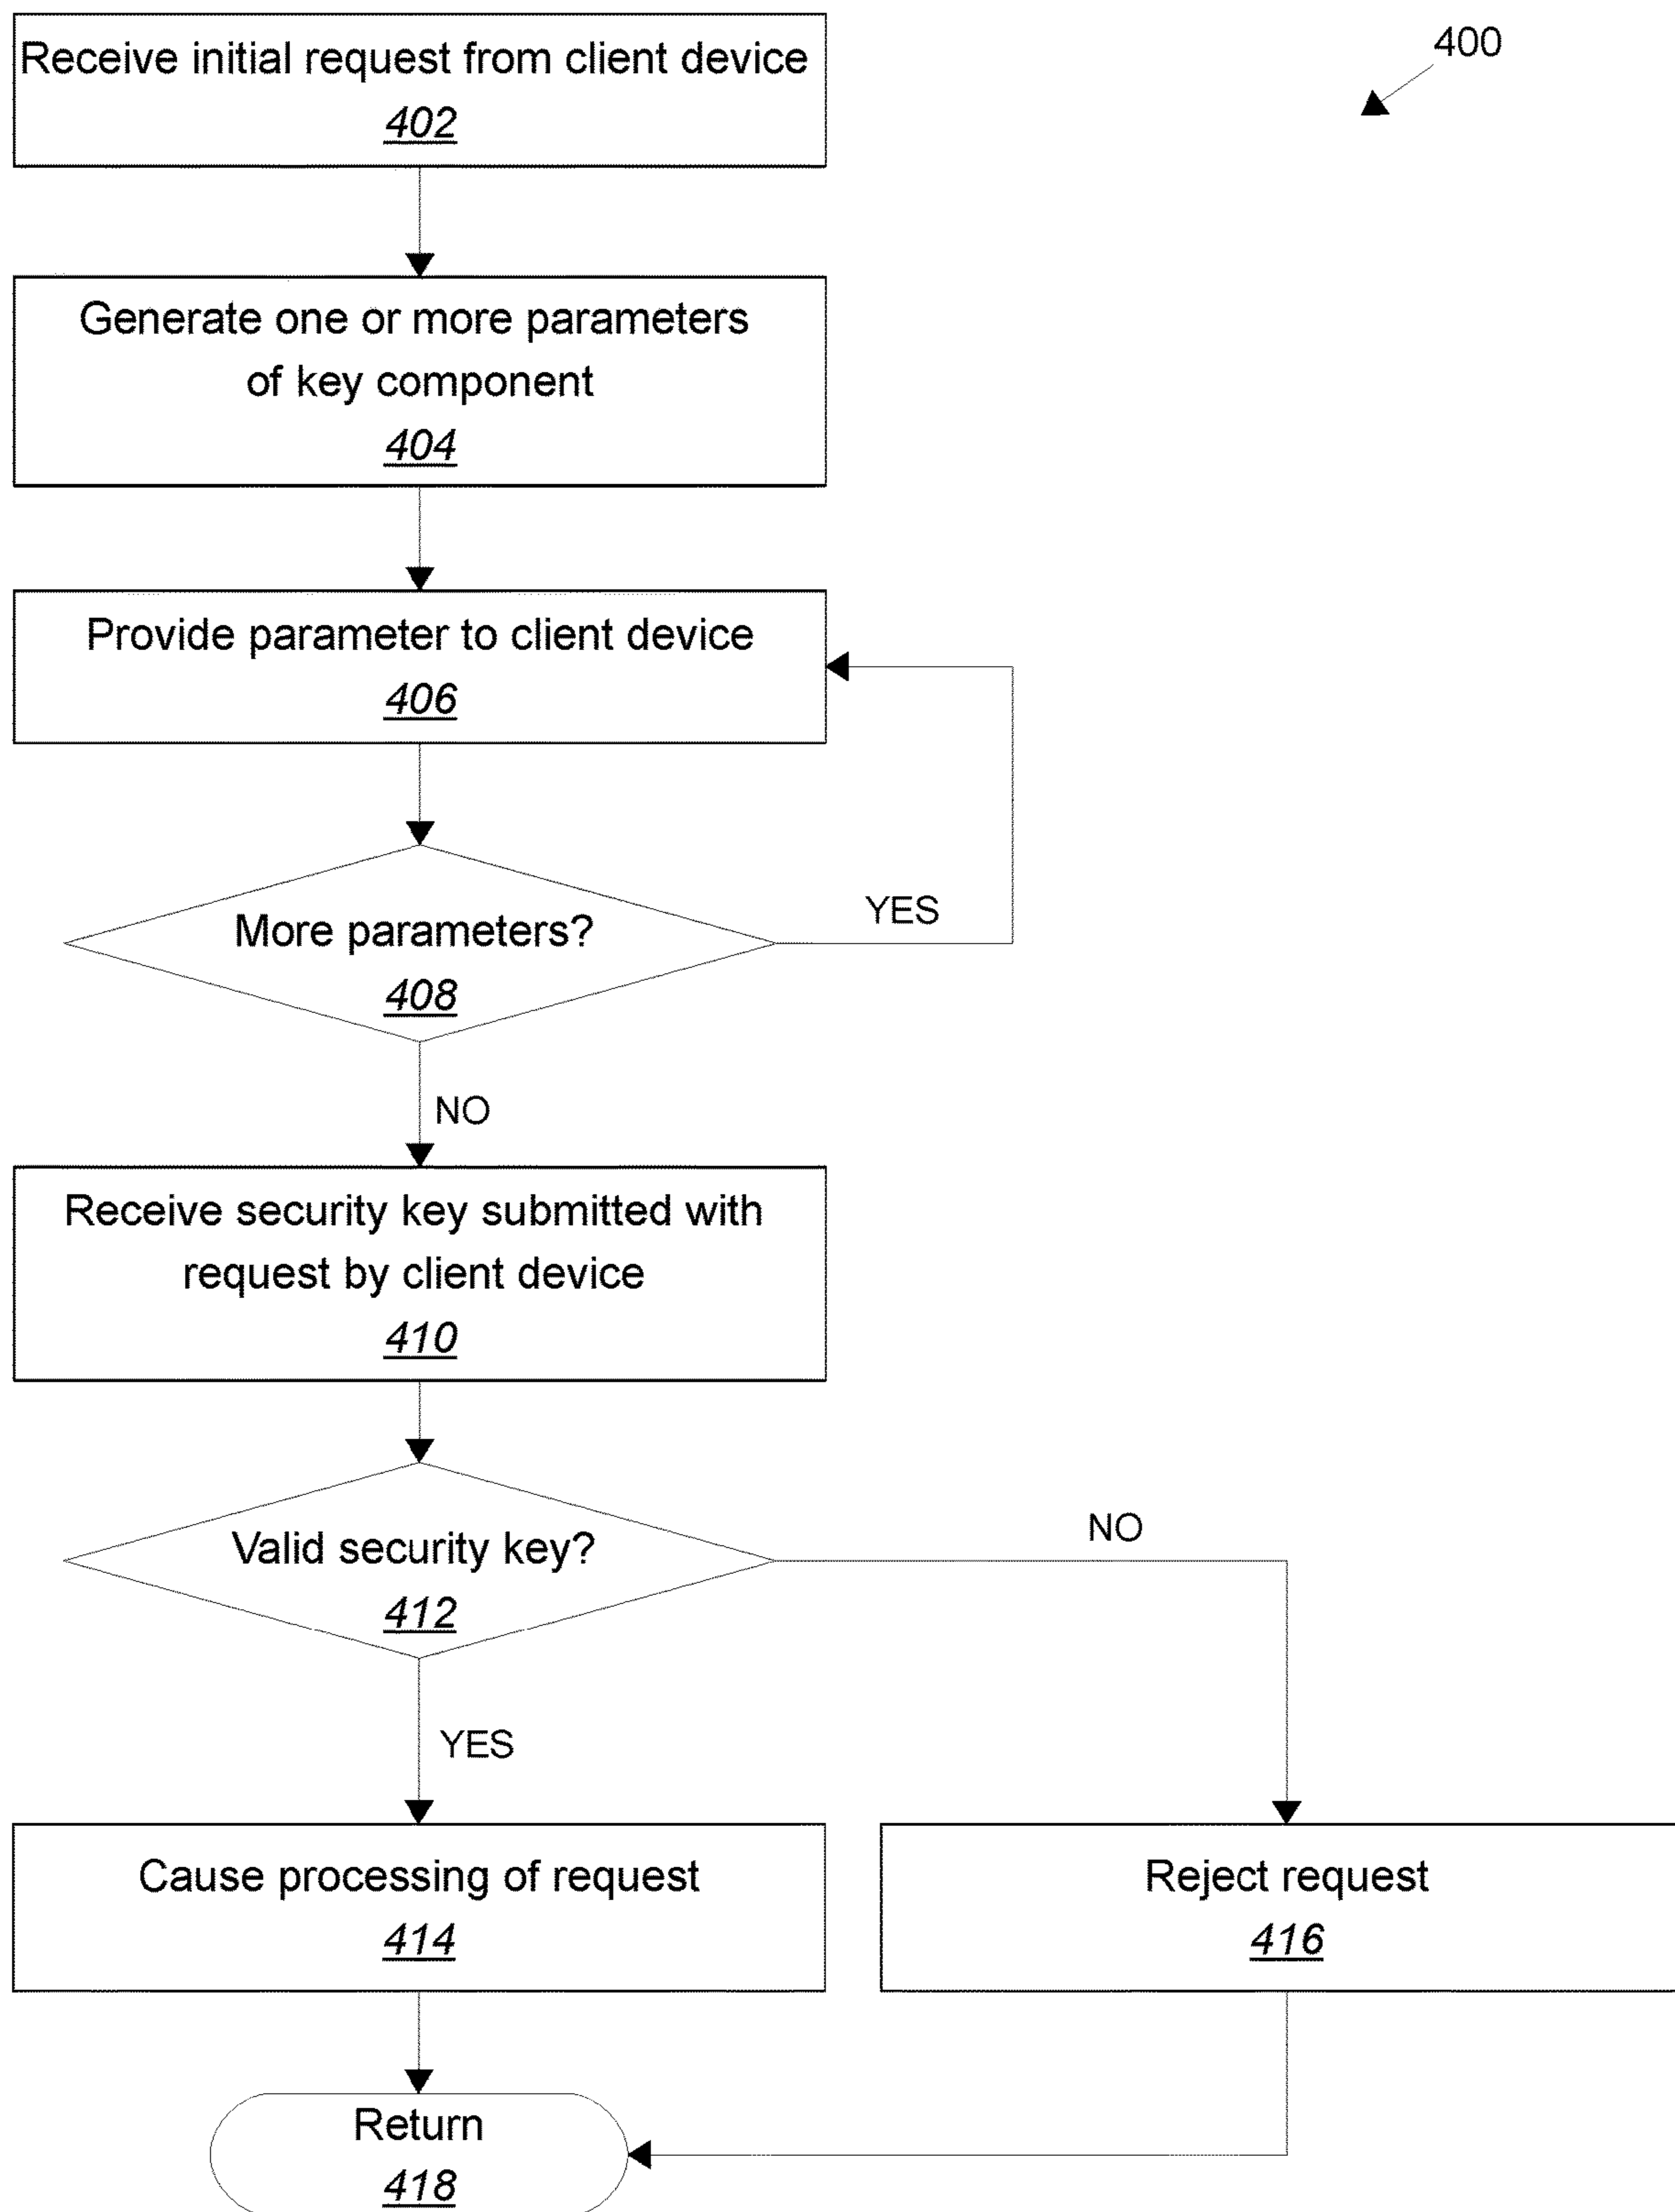 400
Receive initial request from client device
402
Generate one or more parameters
of key component
404
Provide parameter to client device
406
More parameters?
408
YES
NO
Receive security key submitted with
request by client device
410
Valid security key?
412
NO
YES
Cause processing of request
414
Reject request
416
Return
418